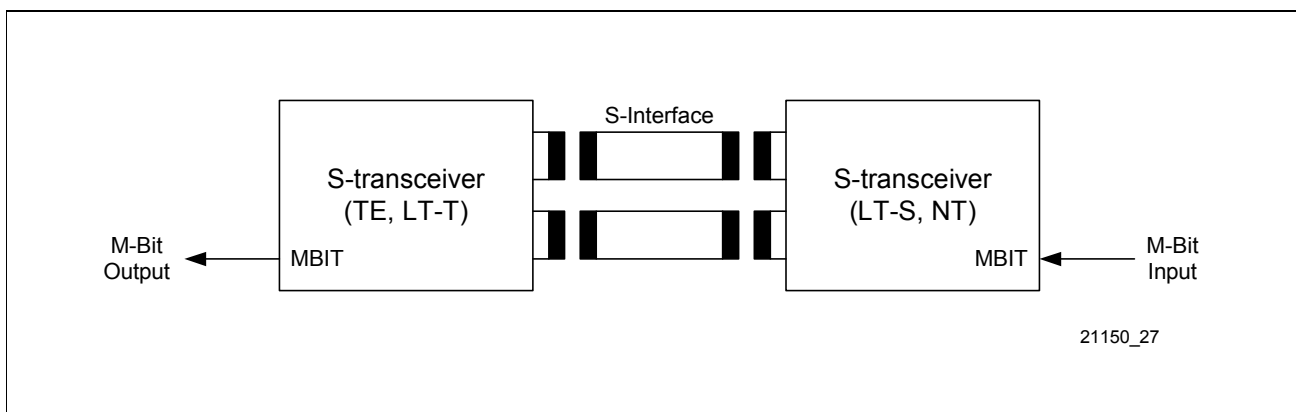 S-Interface
S-transceiver
(TE, LT-T)
S-transceiver
(LT-S, NT)
M-Bit
Output
MBIT
MBIT
M-Bit
Input
21150_27